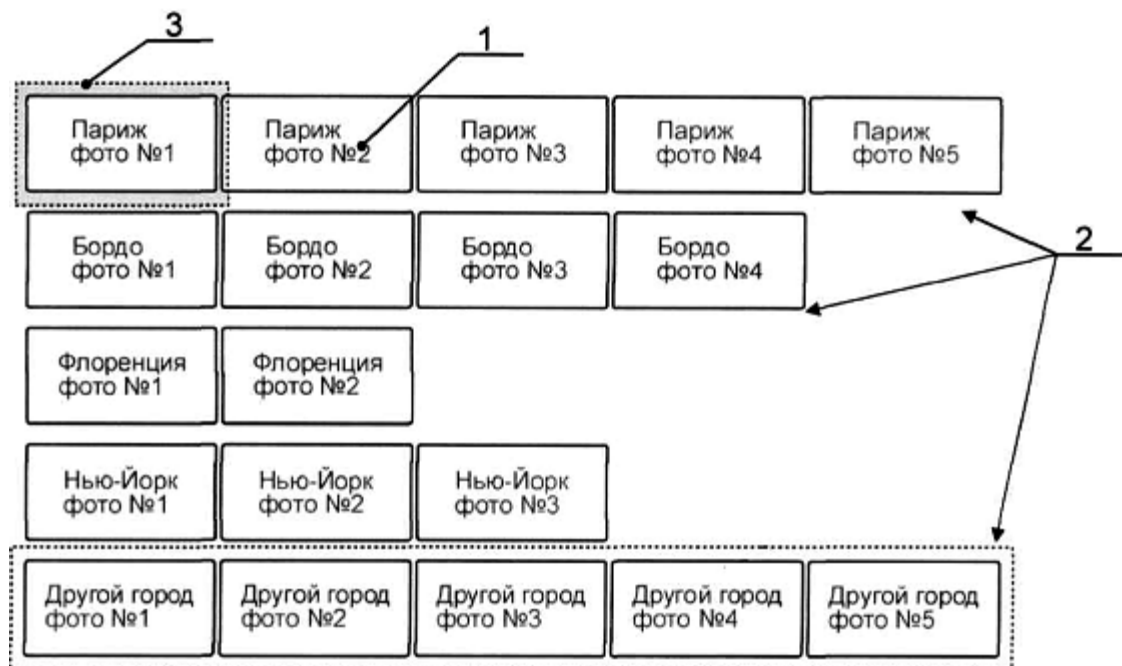 3
1
Париж
фото №1
Париж
фото №2
Париж
фото №3
Париж
фото №4
Париж
фото №5
2
Бордо
фото №1
Бордо
фото №2
Бордо
фото №3
Бордо
фото №4
Флоренция
фото №1
Флоренция
фото №2
Нью-Йорк
фото №1
Нью-Йорк
фото №2
Нью-Йорк
фото №3
Другой город
фото №1
Другой город
фото №2
Другой город
фото №3
Другой город
фото №4
Другой город
фото №5